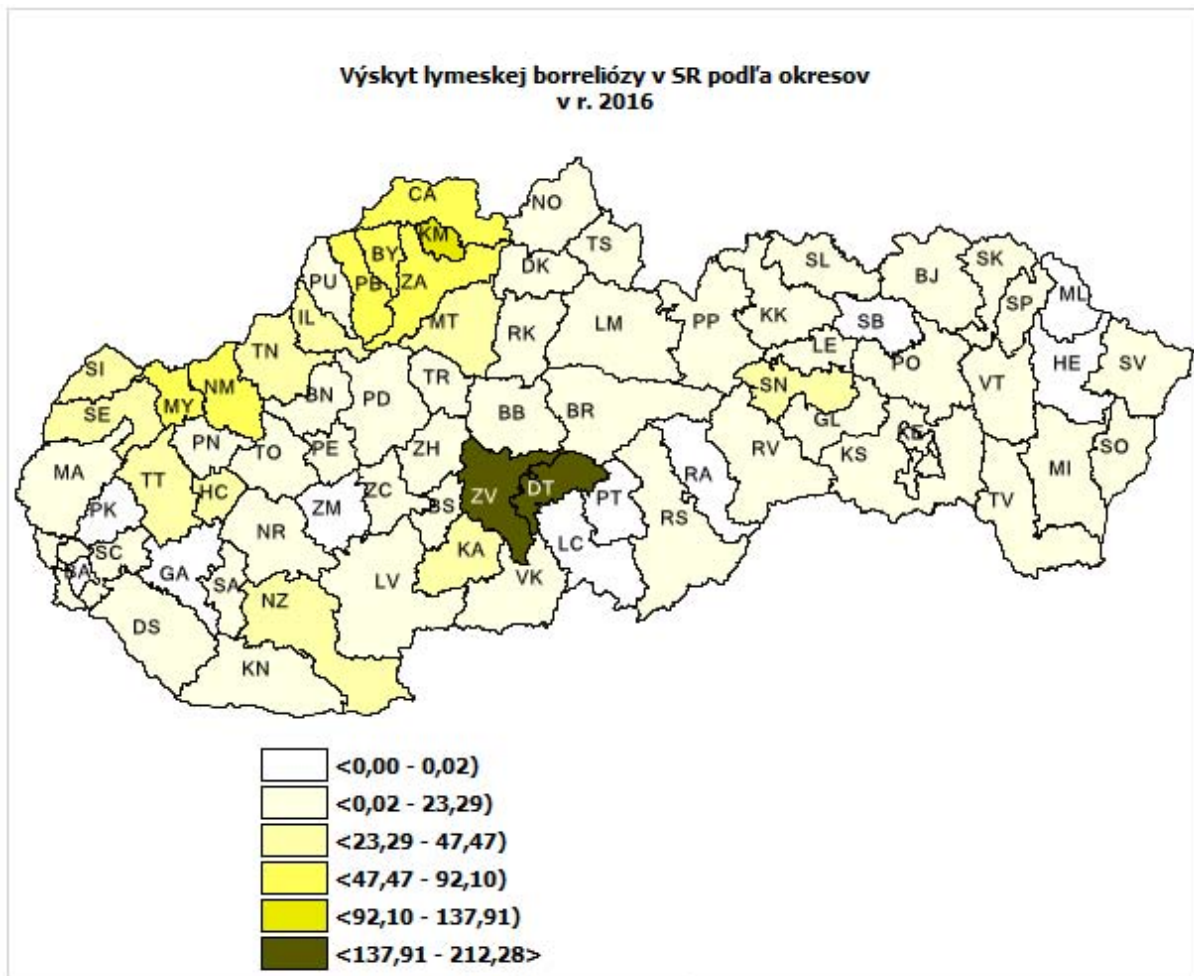 Výskyt lymeskej borreliózy v SR podľa okresov
v r. 2016
CA
NO
KM
TS
BY
DK
SL
SK
PU
PB
ZA
BJ
ML
SP
IL
MT
RK
LM
PP
KK
SB
TN
LE
PO
HE
SV
SI
NM
TR
SN
VT
MY
BN
PD
BB
BR
SE
GL
KE
PN
TO
PE
ZH
RV
KS
SO
MA
TT
HC
ZC
ZV
DT
RA
MI
PK
ZM
BS
PT
TV
NR
RS
SC
KA
LC
BA
GA
SA
LV
VK
NZ
DS
KN
<0,00 - 0,02)
<0,02 - 23,29)
<23,29 - 47,47)
<47,47 - 92,10)
<92,10 - 137,91)
<137,91 - 212,28>